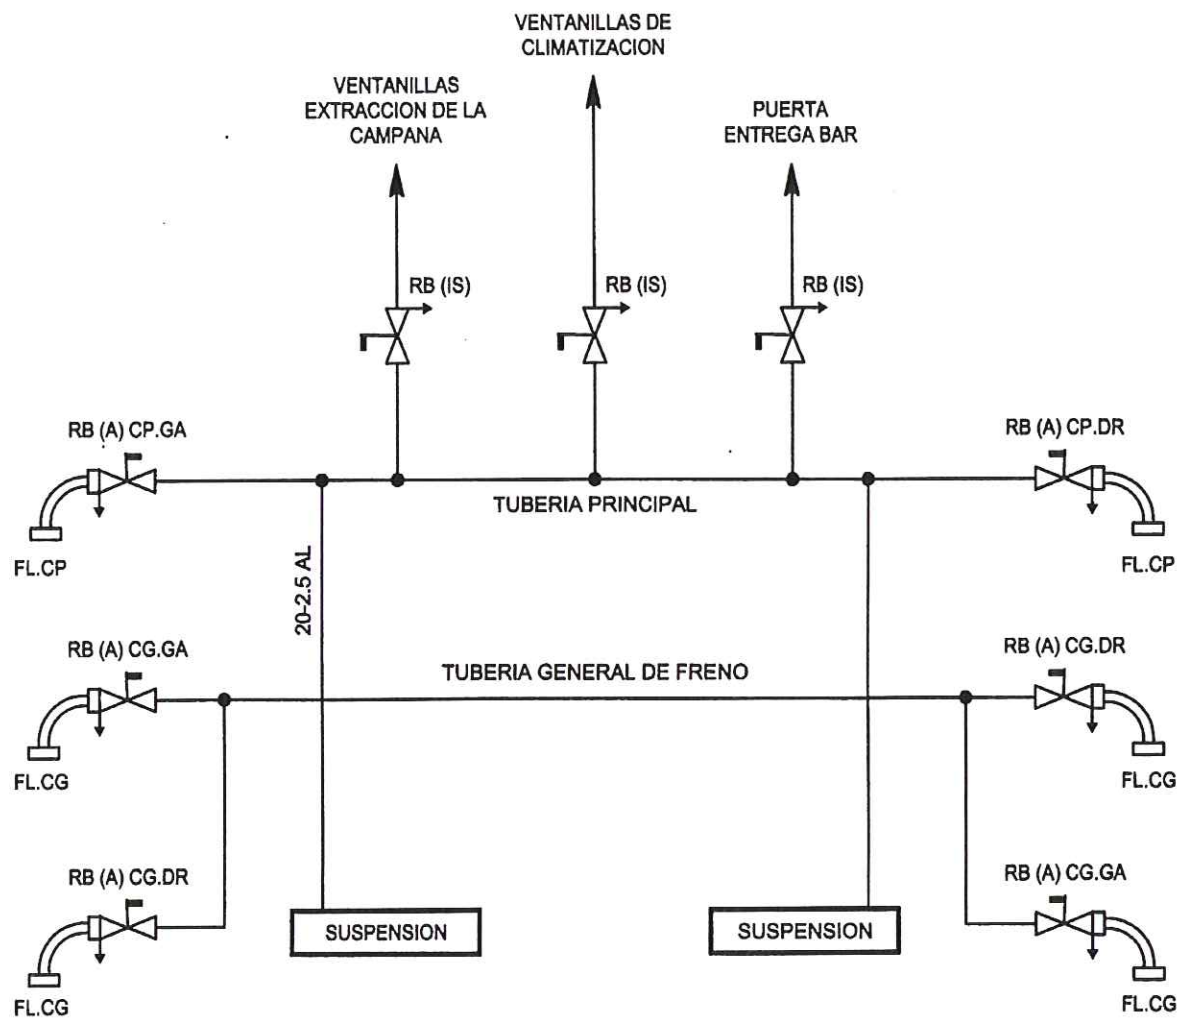 VENTANILLAS DE
CLIMATIZACION
VENTANILLAS
EXTRACCION DE LA
CAMPANA
PUERTA
ENTREGA BAR
RB (IS)
RB (IS)
RB (IS)
RB (A) CP.GA
RB (A) CP.DR
TUBERIA PRINCIPAL
FL.CP
FL.CP
20-2.5 AL
RB (A) CG.GA
RB (A) CG.DR
TUBERIA GENERAL DE FRENO
FL.CG
FL.CG
RB (A) CG.DR
RB (A) CG.GA
SUSPENSION
SUSPENSION
FL.CG
FL.CG